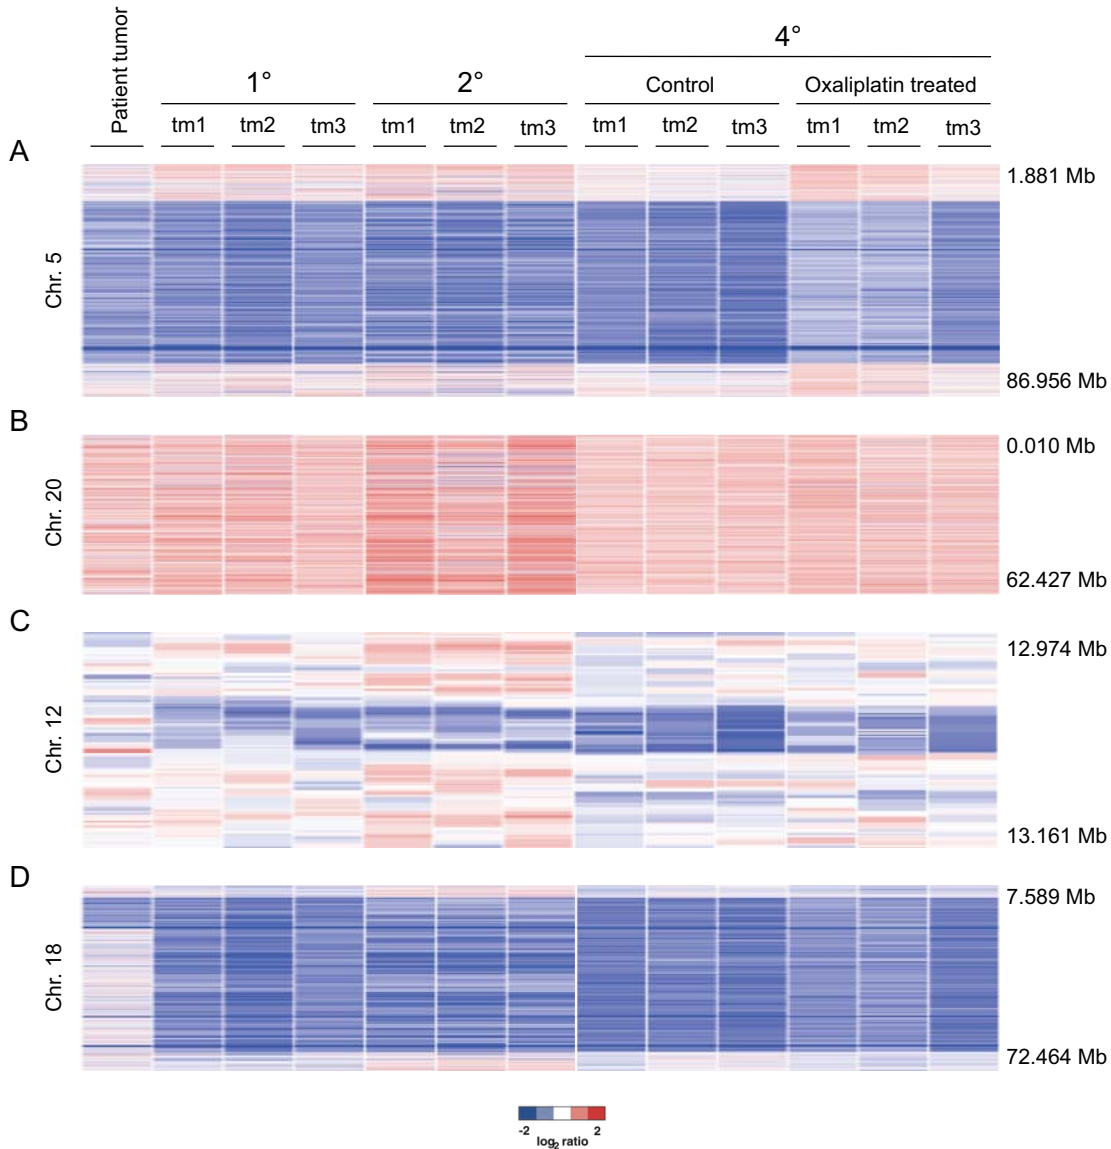 Patient tumor
4°
1°
2°
Control
Oxaliplatin treated
tm1 tm2 tm3 tm1 tm2 tm3 tm1 tm2 tm3 tm1 tm2 tm3
A
Chr. 5
1.881 Mb
86.956 Mb
B
Chr. 20
0.010 Mb
62.427 Mb
C
Chr. 12
12.974 Mb
13.161 Mb
D
Chr. 18
7.589 Mb
72.464 Mb
-2 2
log2 ratio